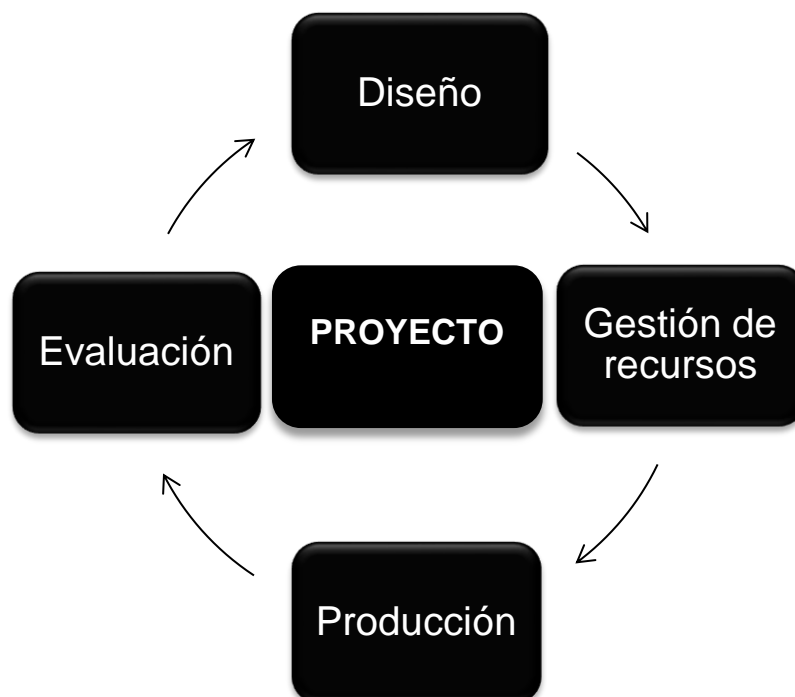 Diseño
Evaluación
PROYECTO
Gestión de
recursos
Producción